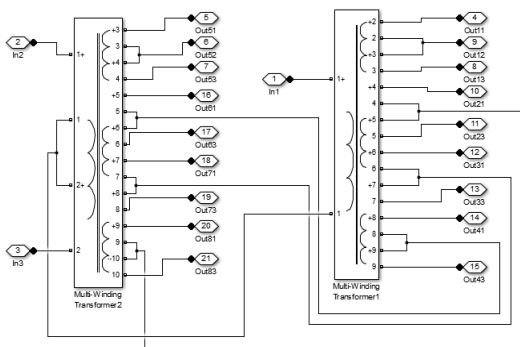 2
In2
1+
1
2+
2
3
In3
+3
3
+4
4
+5
5
+6
6
+7
7
+8
8
+9
9
+10
10
5
Out51
6
Out52
7
Out53
16
Out61
17
Out63
18
Out71
19
Out73
20
Out81
21
Out83
Multi-Winding
Transformer2
1
In1
1+
1
+2
2
+3
3
+4
4
+5
5
+6
6
+7
7
+8
8
+9
9
4
Out11
9
Out12
8
Out13
10
Out21
11
Out23
12
Out31
13
Out33
14
Out41
15
Out43
Multi-Winding
Transformer1